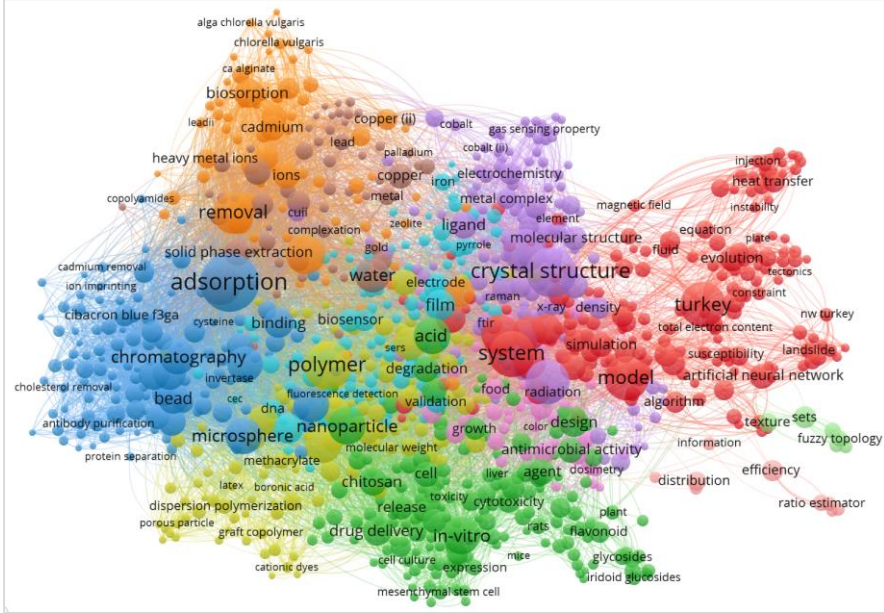 alga chlorella vulgaris
chlorella vulgaris
ca alginate
biosorption
leadii
cadmium
copper (ii)
cobalt
gas sensing property
lead
cobalt (ii)
palladium
heavy metal ions
injection
ions
copper
iron
electrochemistry
heat transfer
copolyamides
metal
metal complex
magnetic field
instability
removal
cuii
zeolite
ligand
element
complexation
pyrrole
molecular structure
equation
plate
solid phase extraction
gold
fluid
evolution
cadmium removal
adsorption
water
electrode
crystal structure
tectonics
ion imprinting
raman
constraint
film
x-ray
density
turkey
cibacron blue f3ga
cysteine
binding
biosensor
ftir
nw turkey
acid
total electron content
chromatography
sers
system
simulation
landslide
polymer
degradation
susceptibility
invertase
model
artificial neural network
cholesterol removal
cec
fluorescence detection
food
radiation
bead
validation
algorithm
dna
antibody purification
nanoparticle
growth
color
design
texture
sets
microsphere
fuzzy topology
molecular weight
antimicrobial activity
information
protein separation
methacrylate
cell
liver
agent
dosimetry
efficiency
latex
boronic acid
chitosan
distribution
toxicity
cytotoxicity
dispersion polymerization
release
plant
ratio estimator
porous particle
rats
graft copolymer
drug delivery
in-vitro
flavonoid
cell culture
mice
glycosides
cationic dyes
expression
iridoid glucosides
mesenchymal stem cell